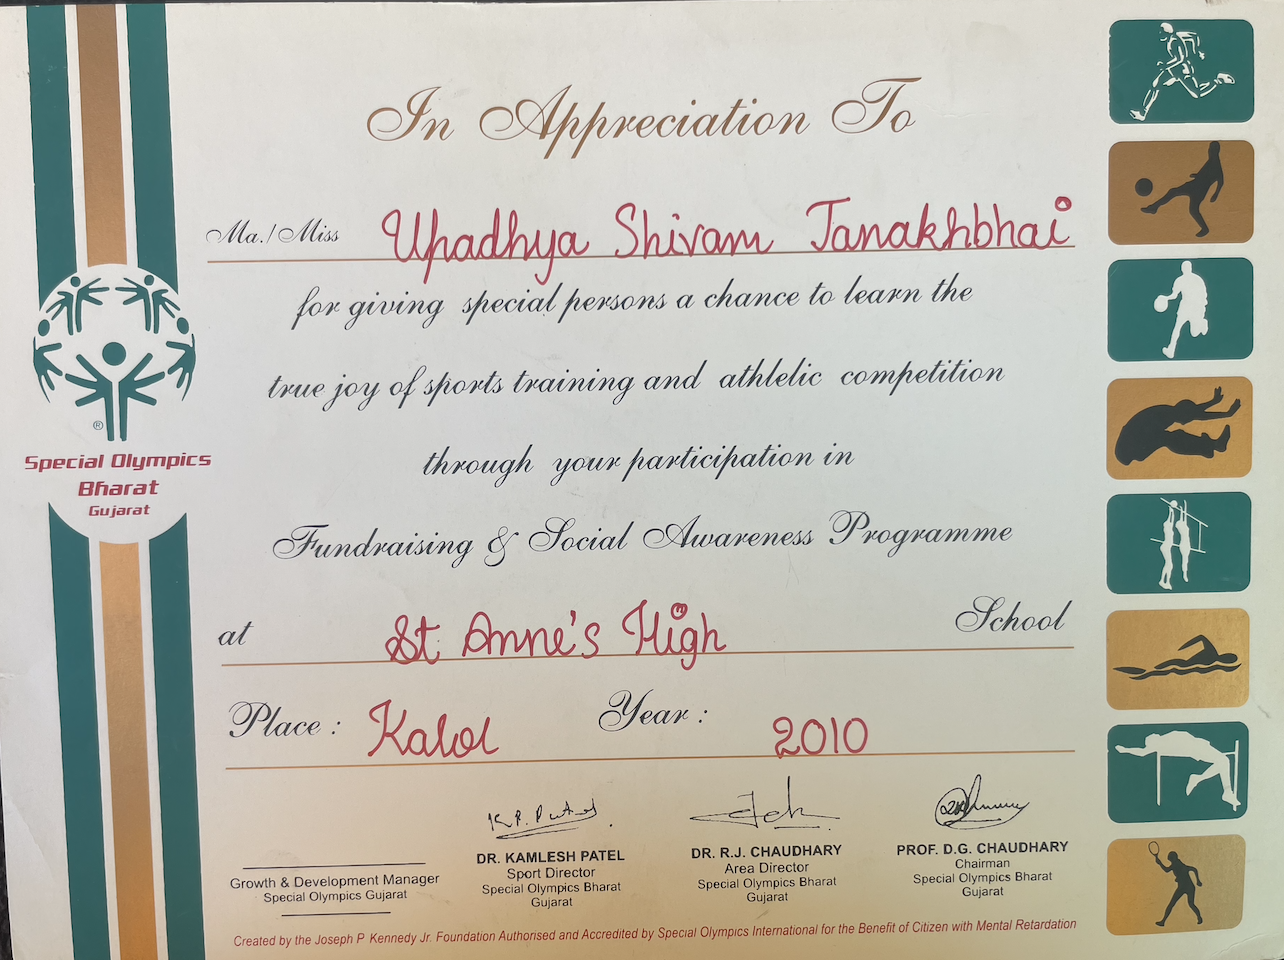 In Appreciation To
Ma./Miss Upadhya Shivam Janakhbhai
for giving special persons a chance to learn the
true joy of sports training and athlelic competition
through your participation in
Fundraising & Social Awareness Programme
at St Anne's High School
Place : Kalol Year : 2010
Special Olympics
Bharat
Gujarat
®
Growth & Development Manager
Special Olympics Gujarat
K.P. Patel
DR. KAMLESH PATEL
Sport Director
Special Olympics Bharat
Gujarat
DR. R.J. CHAUDHARY
Area Director
Special Olympics Bharat
Gujarat
PROF. D.G. CHAUDHARY
Chairman
Special Olympics Bharat
Gujarat
Created by the Joseph P. Kennedy Jr. Foundation Authorised and Accredited by Special Olympics International for the Benefit of Citizen with Mental Retardation